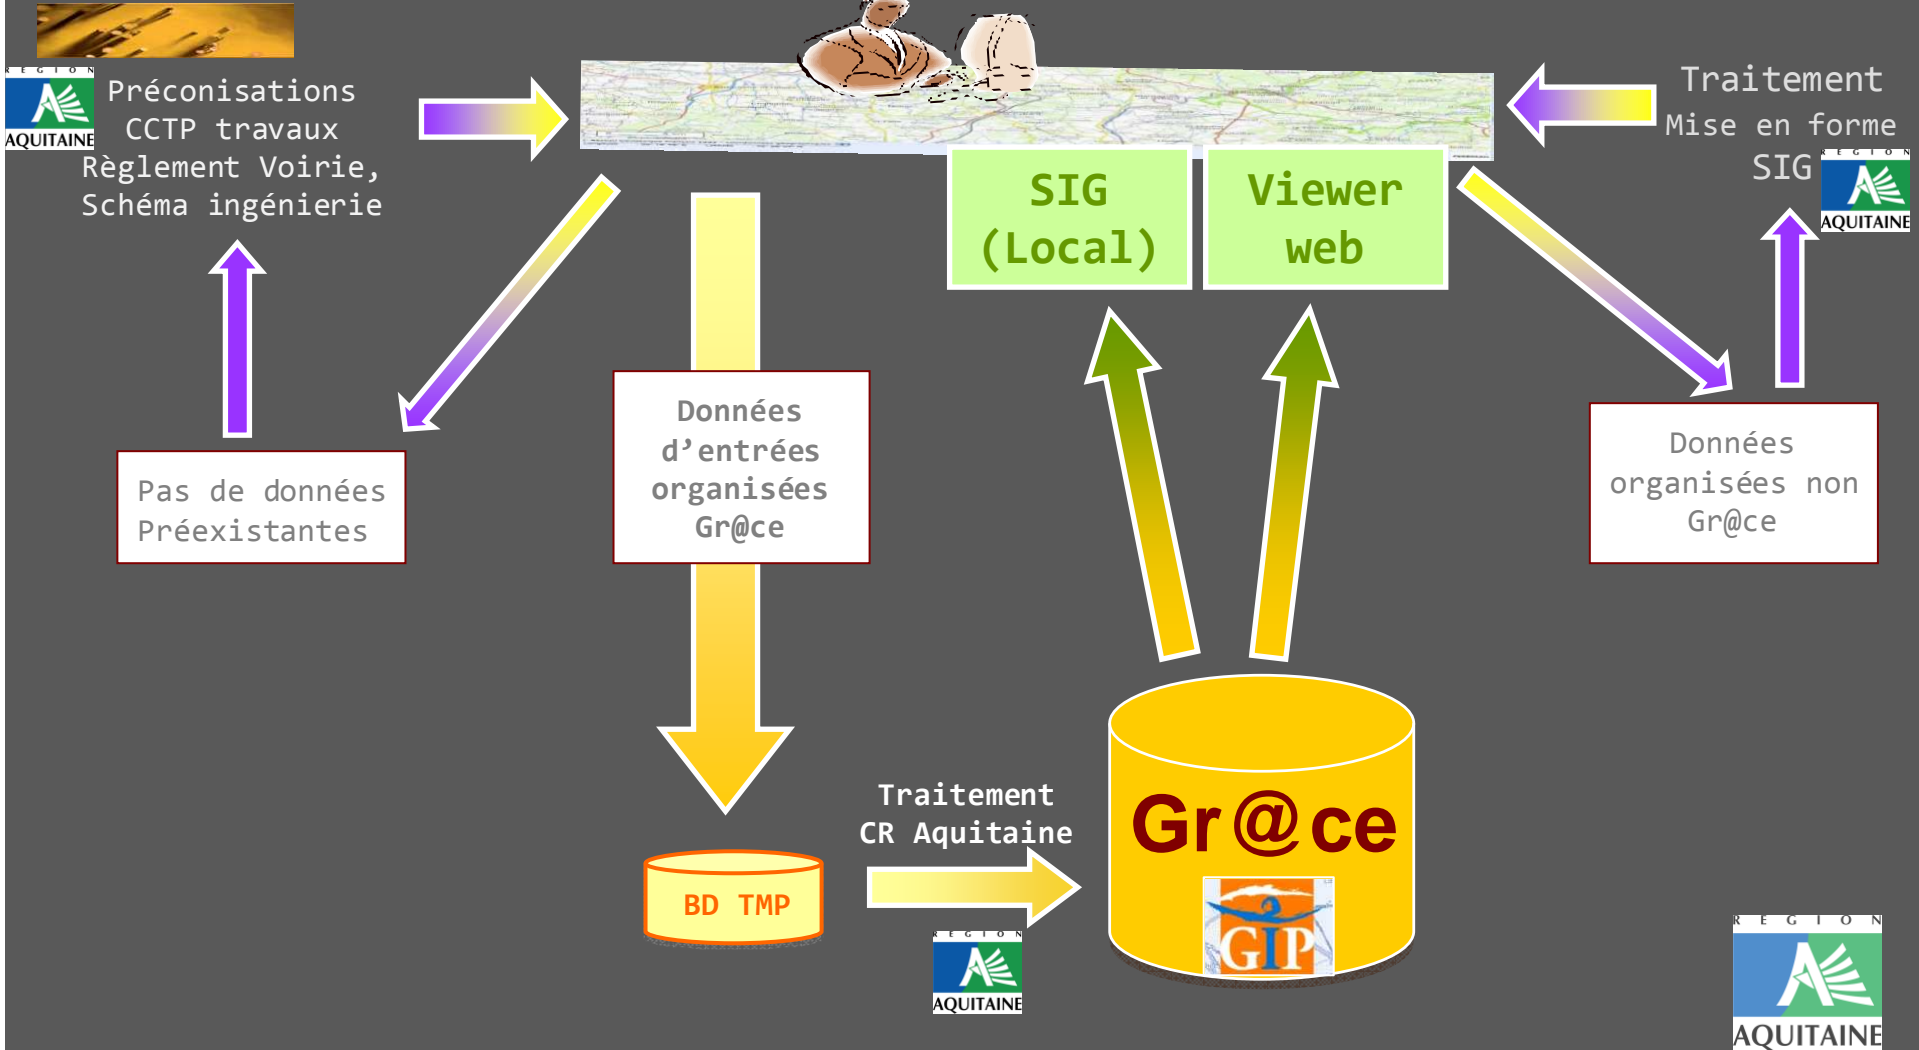 REGION
AQUITAINE
Préconisations
CCTP travaux
Règlement Voirie,
Schéma ingénierie
Traitement
Mise en forme
SIG
REGION
AQUITAINE
SIG
(Local)
Viewer
web
Pas de données
Préexistantes
Données
d’entrées
organisées
Gr@ce
Données
organisées non
Gr@ce
Traitement
CR Aquitaine
BD TMP
REGION
AQUITAINE
Gr@ce
GIP
REGION
AQUITAINE